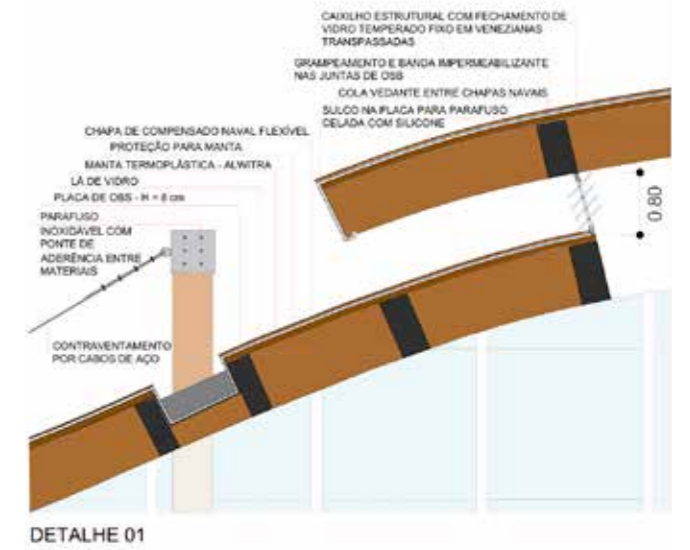 CAIXILHO ESTRUTURAL COM FECHAMENTO DE
VIDRO TEMPERADO FIXO EM VENEZIANAS
TRANSPASSADAS
GRAMPEAMENTO E BANDA IMPERMEABILIZANTE
NAS JUNTAS DE OSB
COLA VEDANTE ENTRE CHAPAS NAVAIS
SULCO NA PLACA PARA PARAFUSO
CELADA COM SILICONE
CHAPA DE COMPENSADO NAVAL FLEXÍVEL
PROTEÇÃO PARA MANTA
MANTA TERMOPLÁSTICA - ALWITRA
LÃ DE VIDRO
PLACA DE OSB - H = 8 cm
PARAFUSO
INOXIDÁVEL COM
PONTE DE
ADERÊNCIA ENTRE
MATERIAIS
0.80
CONTRAVENTAMENTO
POR CABOS DE AÇO
DETALHE 01